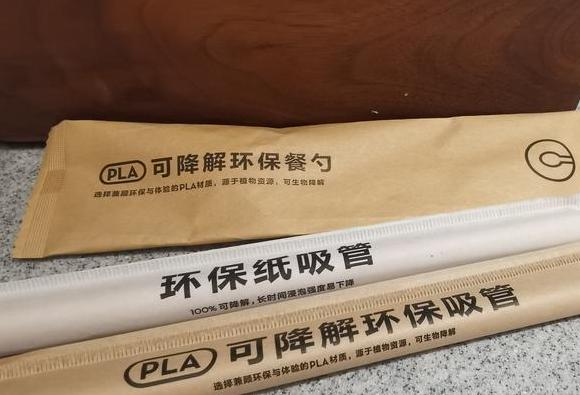 PLA 可降解环保餐勺
选择兼顾环保与体验的PLA材质，源于植物资源，可生物降解
环保纸吸管
100%可降解，长时间浸泡强度易下降
PLA 可降解环保吸管
选择兼顾环保与体验的PLA材质，源于植物资源，可生物降解